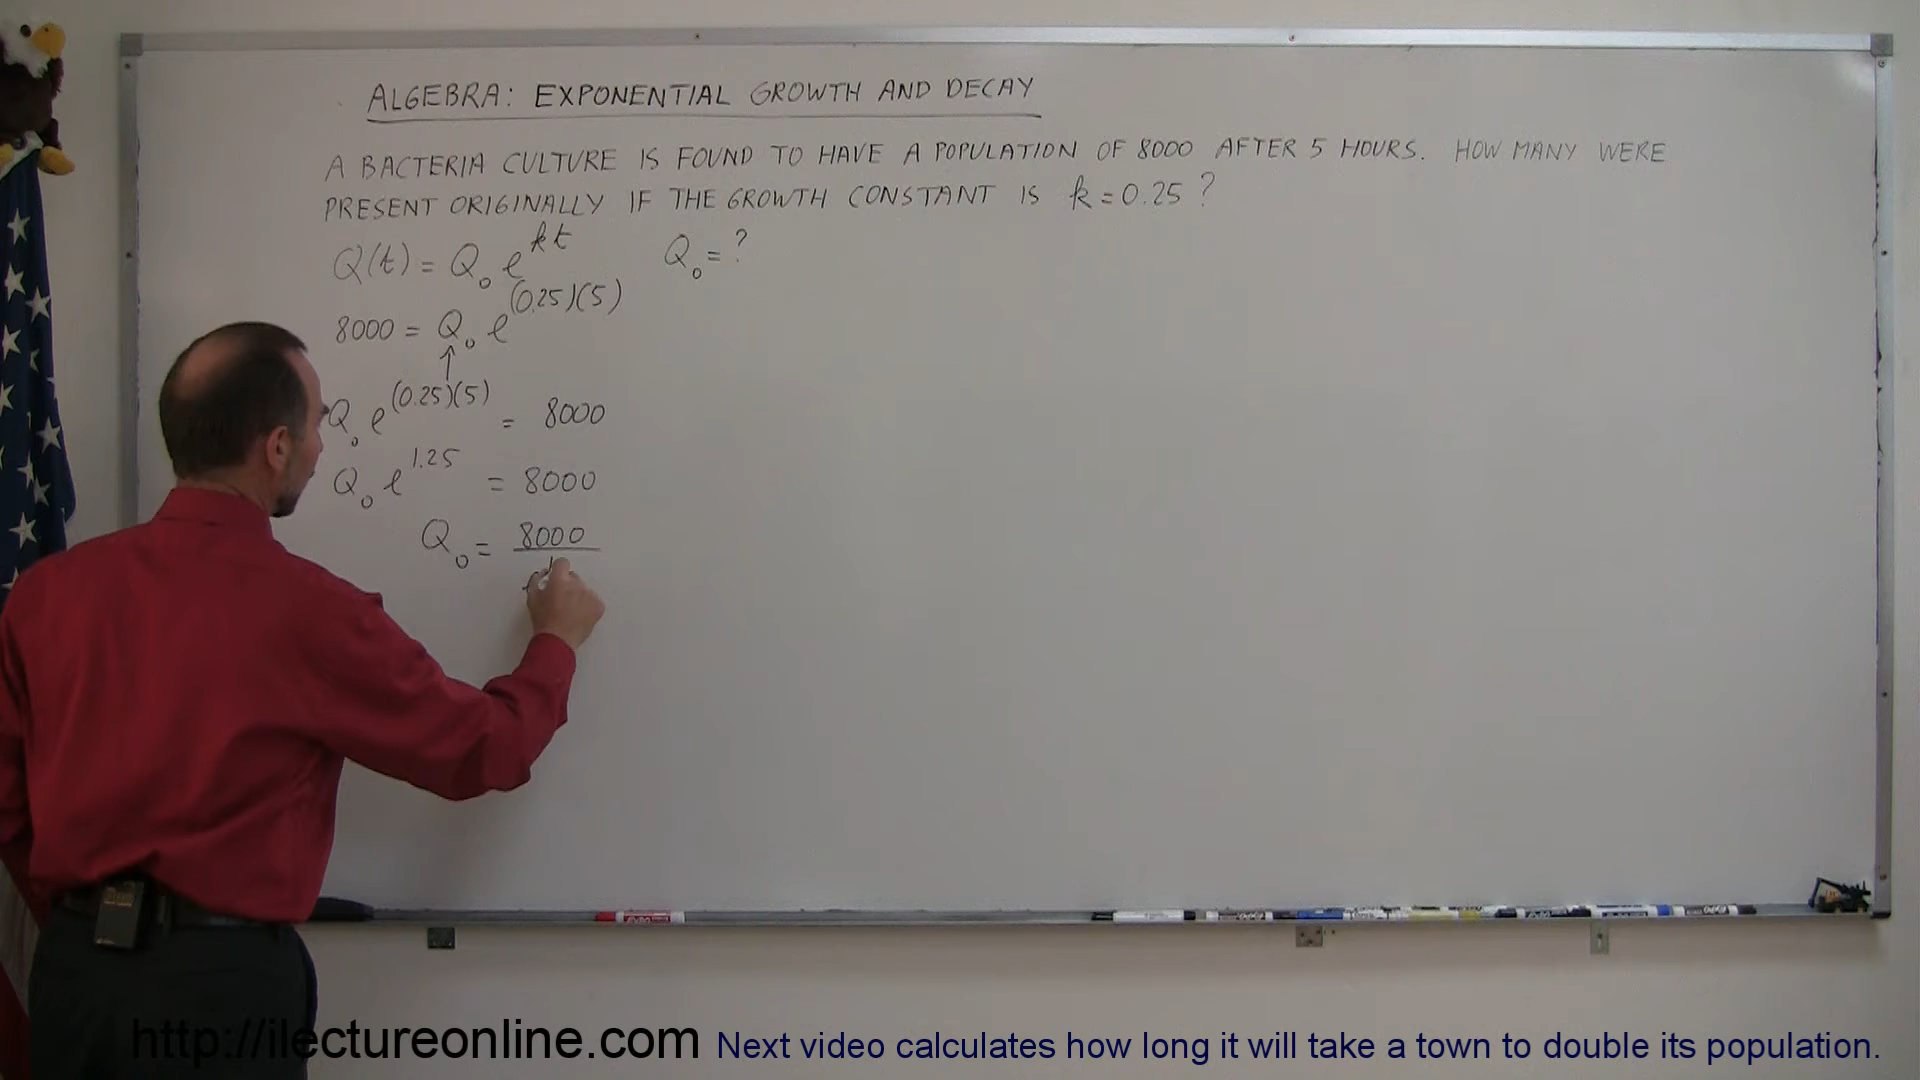 ALGEBRA: EXPONENTIAL GROWTH AND DECAY
A BACTERIA CULTURE IS FOUND TO HAVE A POPULATION OF 8000 AFTER 5 HOURS. HOW MANY WERE
PRESENT ORIGINALLY IF THE GROWTH CONSTANT IS k = 0.25 ?
Q(t) = Q₀ e^kt Q₀ = ?
8000 = Q₀ e^(0.25)(5)
Q₀ e^(0.25)(5) = 8000
Q₀ e^1.25 = 8000
Q₀ = 8000
http://ilectureonline.com Next video calculates how long it will take a town to double its population.